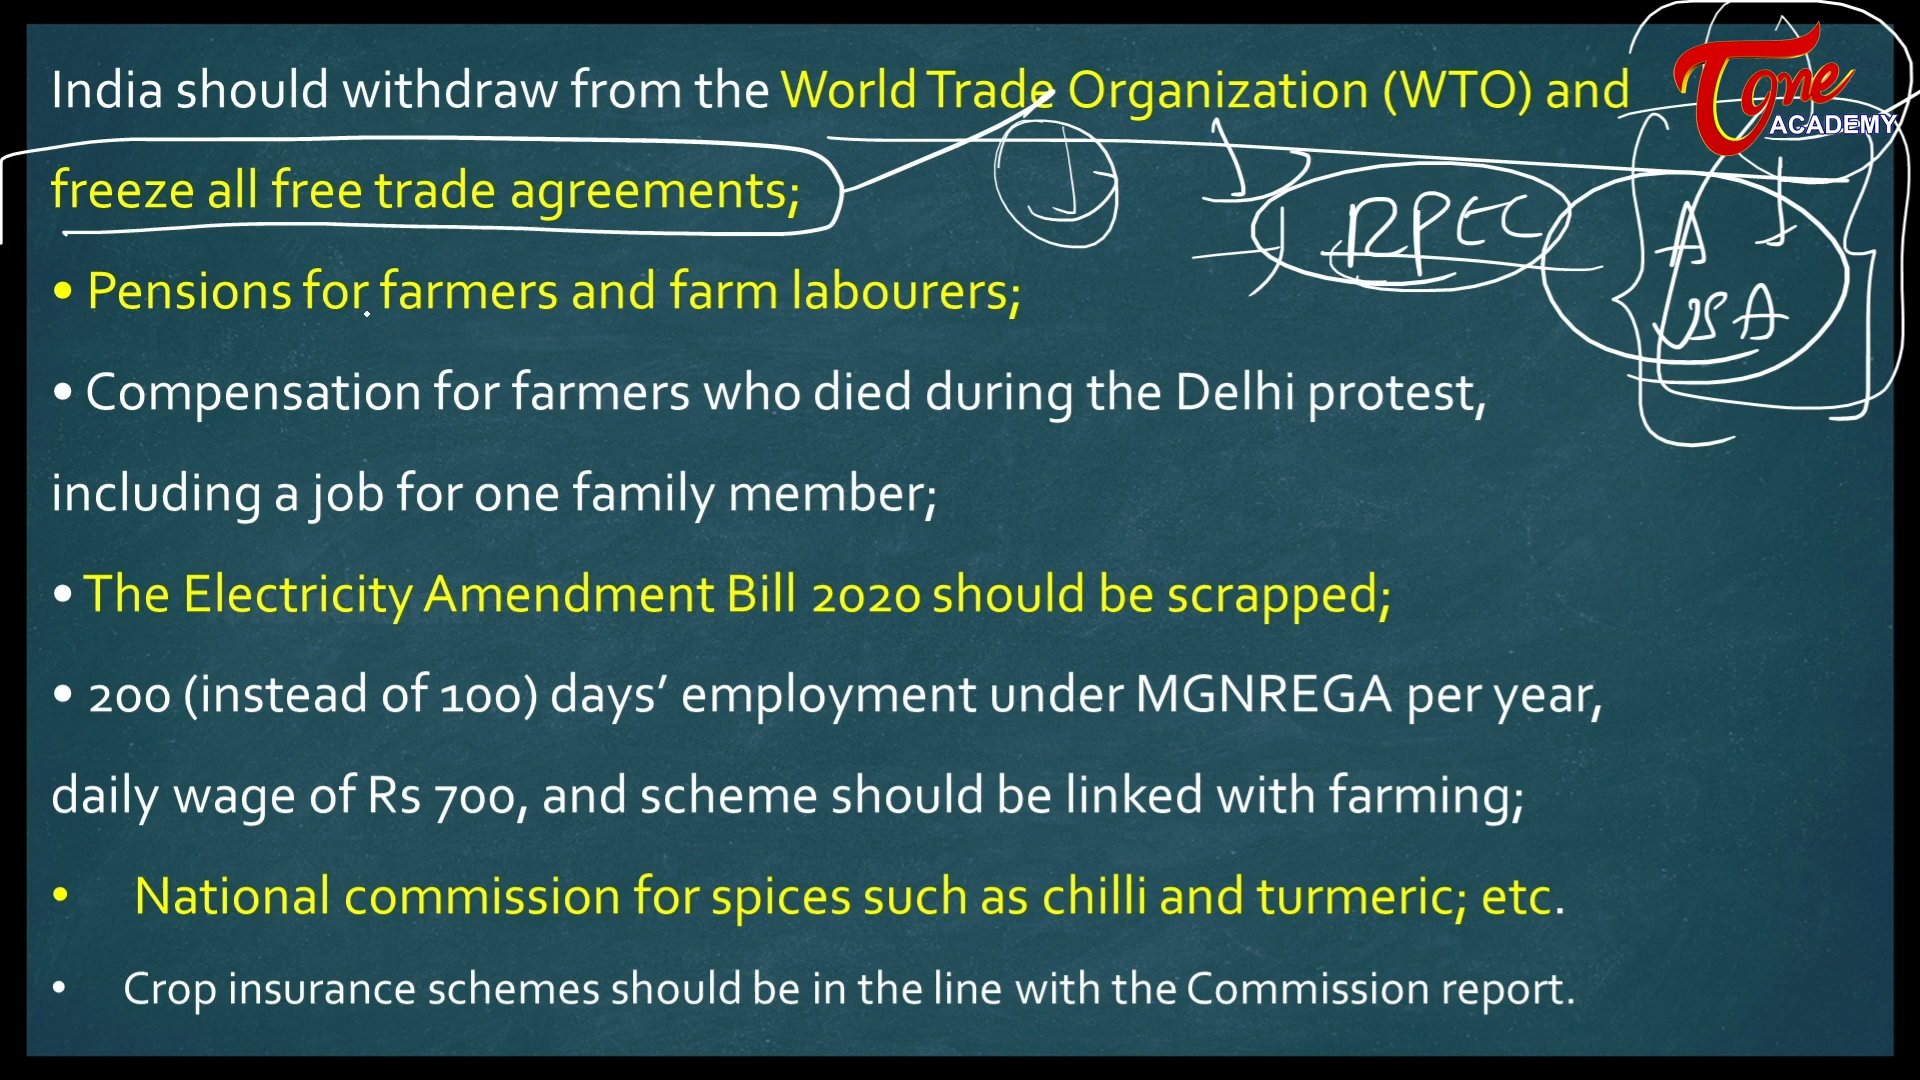 India should withdraw from the World Trade Organization (WTO) and
freeze all free trade agreements;
• Pensions for farmers and farm labourers;
• Compensation for farmers who died during the Delhi protest,
including a job for one family member;
• The Electricity Amendment Bill 2020 should be scrapped;
• 200 (instead of 100) days’ employment under MGNREGA per year,
daily wage of Rs 700, and scheme should be linked with farming;
• National commission for spices such as chilli and turmeric; etc.
• Crop insurance schemes should be in the line with the Commission report.
Tone
ACADEMY
RPEC